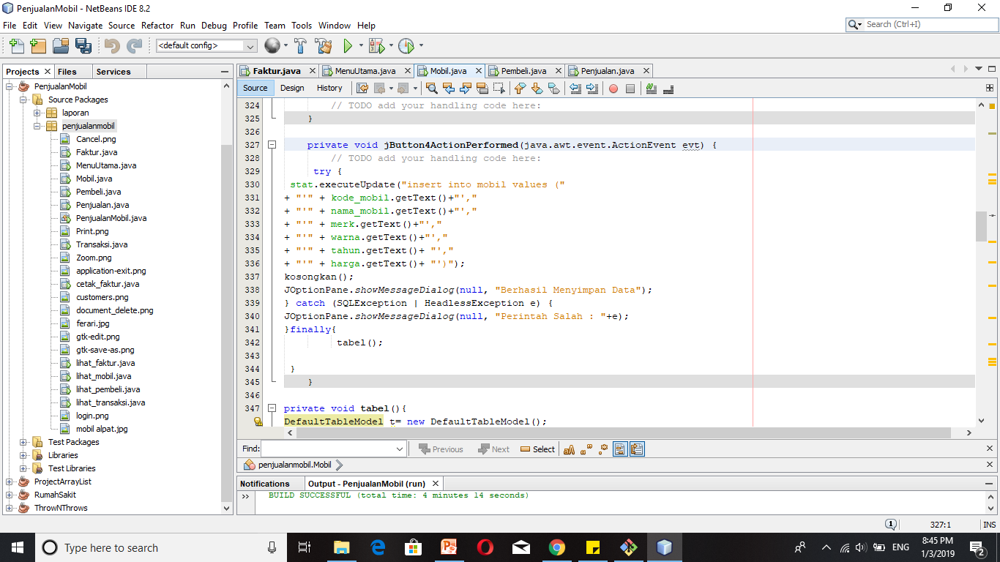 PenjualanMobil - NetBeans IDE 8.2
File Edit View Navigate Source Refactor Run Debug Profile Team Tools Window Help
Search (Ctrl+I)
<default config>
Projects Files Services
PenjualanMobil
Source Packages
laporan
penjualanmobil
Cancel.png
Faktur.java
MenuUtama.java
Mobil.java
Pembeli.java
Penjualan.java
PenjualanMobil.java
Print.png
Transaksi.java
Zoom.png
application-exit.png
cetak_faktur.java
customers.png
document_delete.png
ferari.jpg
gtk-edit.png
gtk-save-as.png
lihat_faktur.java
lihat_mobil.java
lihat_pembeli.java
lihat_transaksi.java
login.png
mobil alpat.jpg
Test Packages
Libraries
Test Libraries
ProjectArrayList
RumahSakit
ThrowNThrows
Faktur.java MenuUtama.java Mobil.java Pembeli.java Penjualan.java
Source Design History
324 // TODO add your handling code here:
325 }
326
327 private void jButton4ActionPerformed(java.awt.event.ActionEvent evt) {
328 // TODO add your handling code here:
329 try {
330 stat.executeUpdate("insert into mobil values ("
331 + "'" + kode_mobil.getText()+"',"
332 + "'" + nama_mobil.getText()+"',"
333 + "'" + merk.getText()+"',"
334 + "'" + warna.getText()+"',"
335 + "'" + tahun.getText()+ "',"
336 + "'" + harga.getText()+ "')");
337 kosongkan();
338 JOptionPane.showMessageDialog(null, "Berhasil Menyimpan Data");
339 } catch (SQLException | HeadlessException e) {
340 JOptionPane.showMessageDialog(null, "Perintah Salah : "+e);
341 }finally{
342 tabel();
343
344 }
345 }
346
347 private void tabel(){
DefaultTableModel t= new DefaultTableModel();
Find: Previous Next Select
penjualanmobil.Mobil
Notifications Output - PenjualanMobil (run)
BUILD SUCCESSFUL (total time: 4 minutes 14 seconds)
1 327:1 INS
Type here to search
ENG
8:45 PM
1/3/2019
2